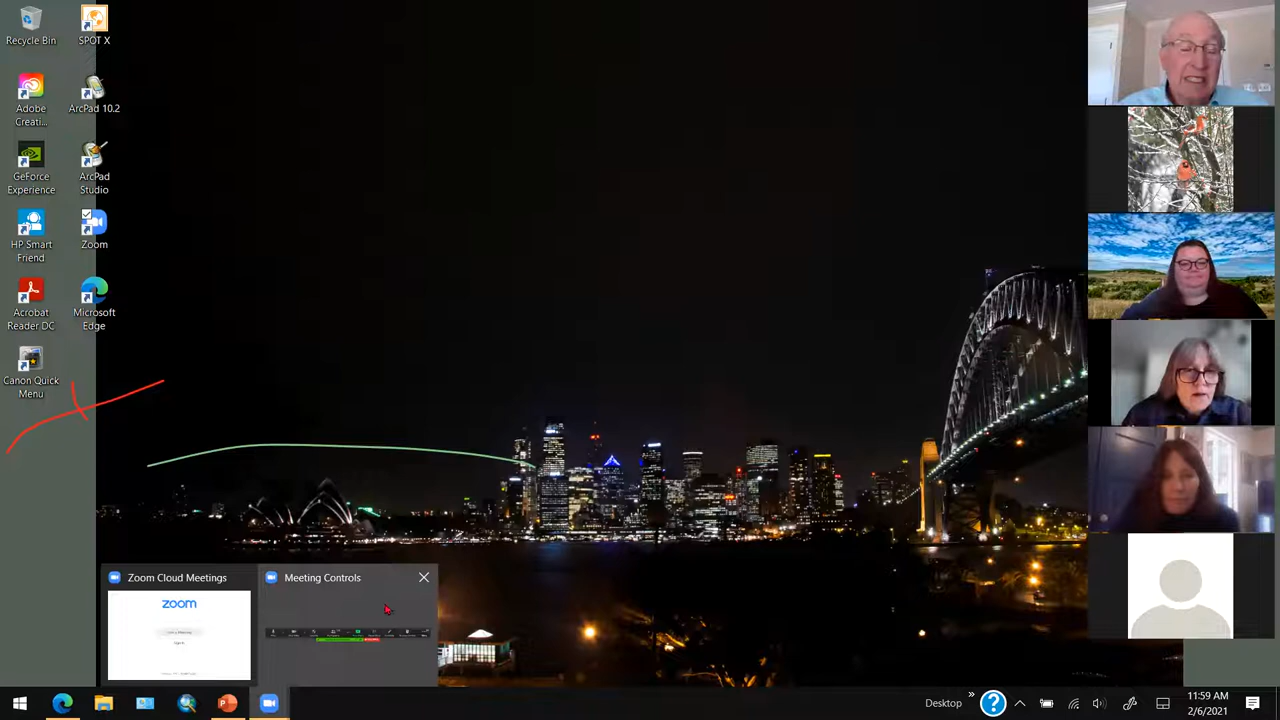 Recycle Bin
SPOT X
Adobe
Creati...
ArcPad 10.2
GeForce
Experience
ArcPad
Studio
HP Smart
Friend
Zoom
Acrobat
Reader DC
Microsoft
Edge
Canon Quick
Menu
Zoom Cloud Meetings
Meeting Controls
zoom
Desktop
11:59 AM
2/6/2021